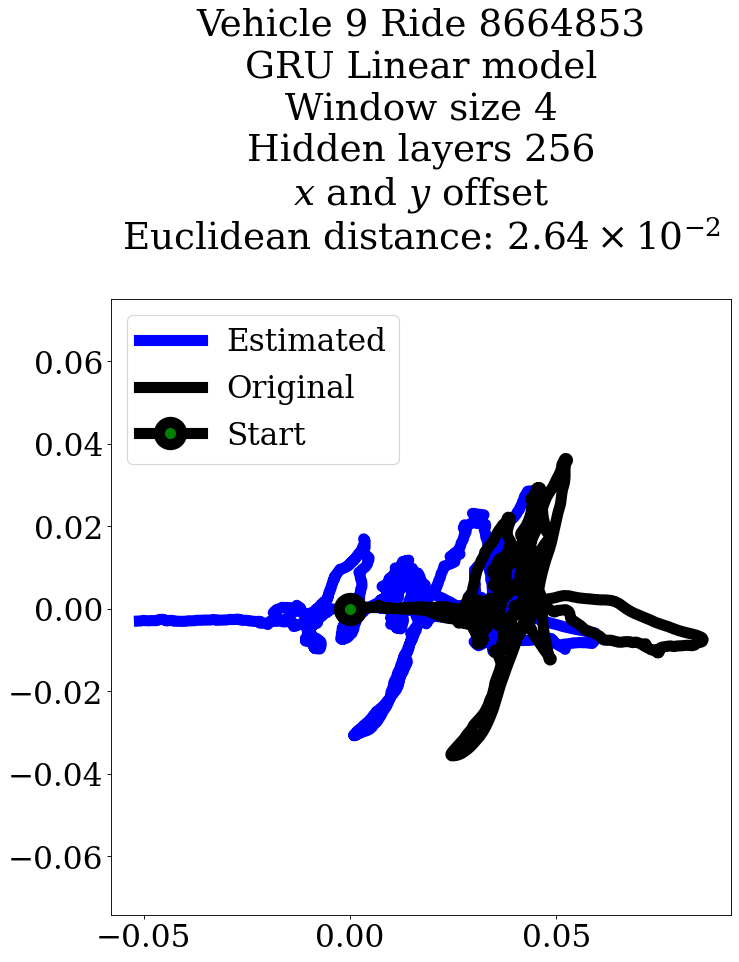 Vehicle 9 Ride 8664853
GRU Linear model
Window size 4
Hidden layers 256
x and y offset
Euclidean distance: 2.64 × 10⁻²
Estimated
Original
Start
0.06
0.04
0.02
0.00
−0.02
−0.04
−0.06
−0.05 0.00 0.05